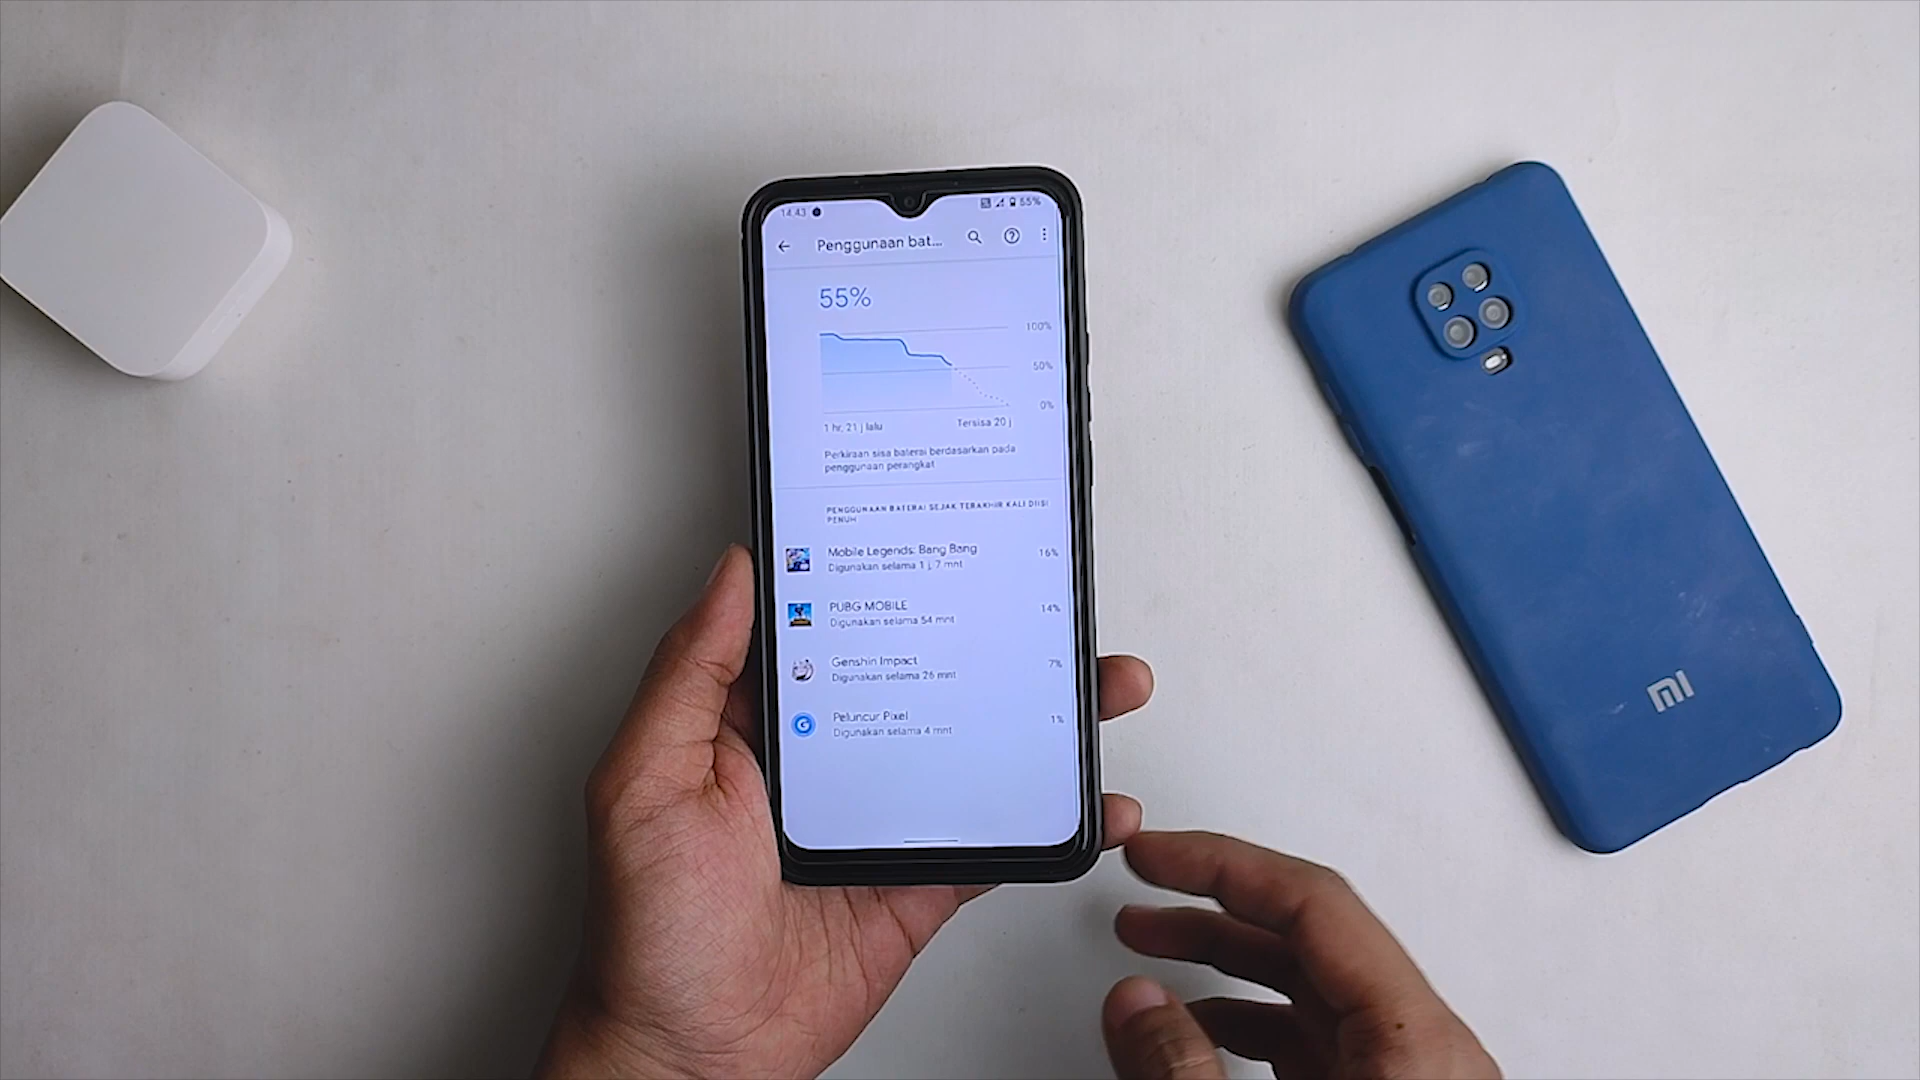 14.43
55%
Penggunaan bat...
55%
100%
50%
0%
1 hr, 21 j lalu
Tersisa 20 j
Perkiraan sisa baterai berdasarkan pada
penggunaan perangkat
PENGGUNAAN BATERAI SEJAK TERAKHIR KALI DIISI
PENUH
Mobile Legends: Bang Bang
16%
Digunakan selama 1 j, 7 mnt
PUBG MOBILE
14%
Digunakan selama 54 mnt
Genshin Impact
7%
Digunakan selama 26 mnt
Peluncur Pixel
1%
Digunakan selama 4 mnt
MI